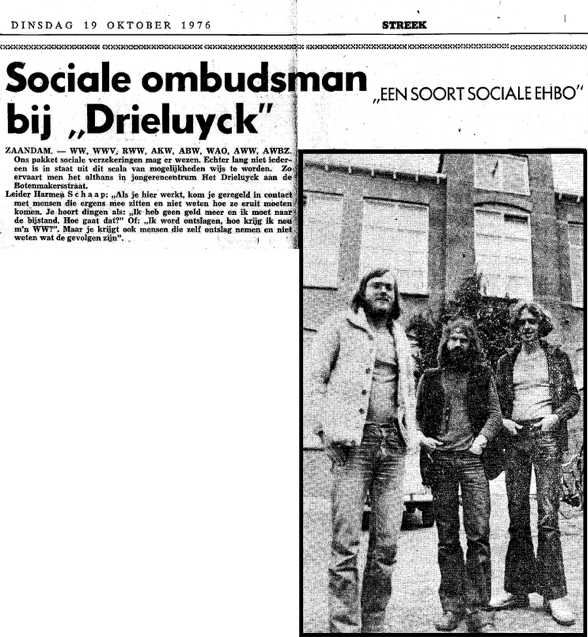 DINSDAG 19 OKTOBER 1976
STREEK
Sociale ombudsman
bij „Drieluyck"
„EEN SOORT SOCIALE EHBO"
ZAANDAM. — WW, WWV, RWW, AKW, ABW, WAO, AWW, AWBZ.
Ons pakket sociale verzekeringen mag er wezen. Echter lang niet ieder-
een is in staat uit dit scala van mogelijkheden wijs te worden. Zo
ervaart men het althans in jongerencentrum Het Drieluyck aan de
Botenmakersstraat.
Leider Harmen Schaap: „Als je hier werkt, kom je geregeld in contact
met mensen die ergens mee zitten en niet weten hoe ze eruit moeten
komen. Je hoort dingen als: „Ik heb geen geld meer en ik moet naar
de bijstand. Hoe gaat dat?" Of: „Ik word ontslagen, hoe krijg ik nou
m'n WW?". Maar je krijgt ook mensen die zelf ontslag nemen en niet
weten wat de gevolgen zijn".